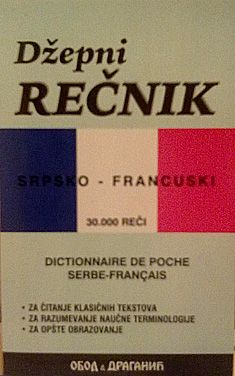 Džepni
REČNIK
SRPSKO - FRANCUSKI
30.000 REČI
DICTIONNAIRE DE POCHE
SERBE-FRANÇAIS
• ZA ČITANJE KLASIČNIH TEKSTOVA
• ZA RAZUMEVANJE NAUČNE TERMINOLOGIJE
• ZA OPŠTE OBRAZOVANJE
ОБОД & ДРАГАНИЋ